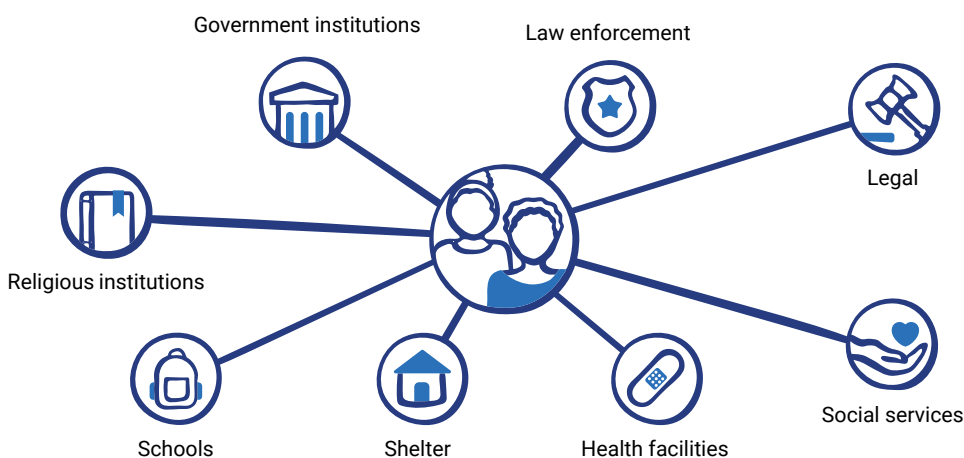 Government institutions
Law enforcement
Legal
Religious institutions
Social services
Schools
Shelter
Health facilities